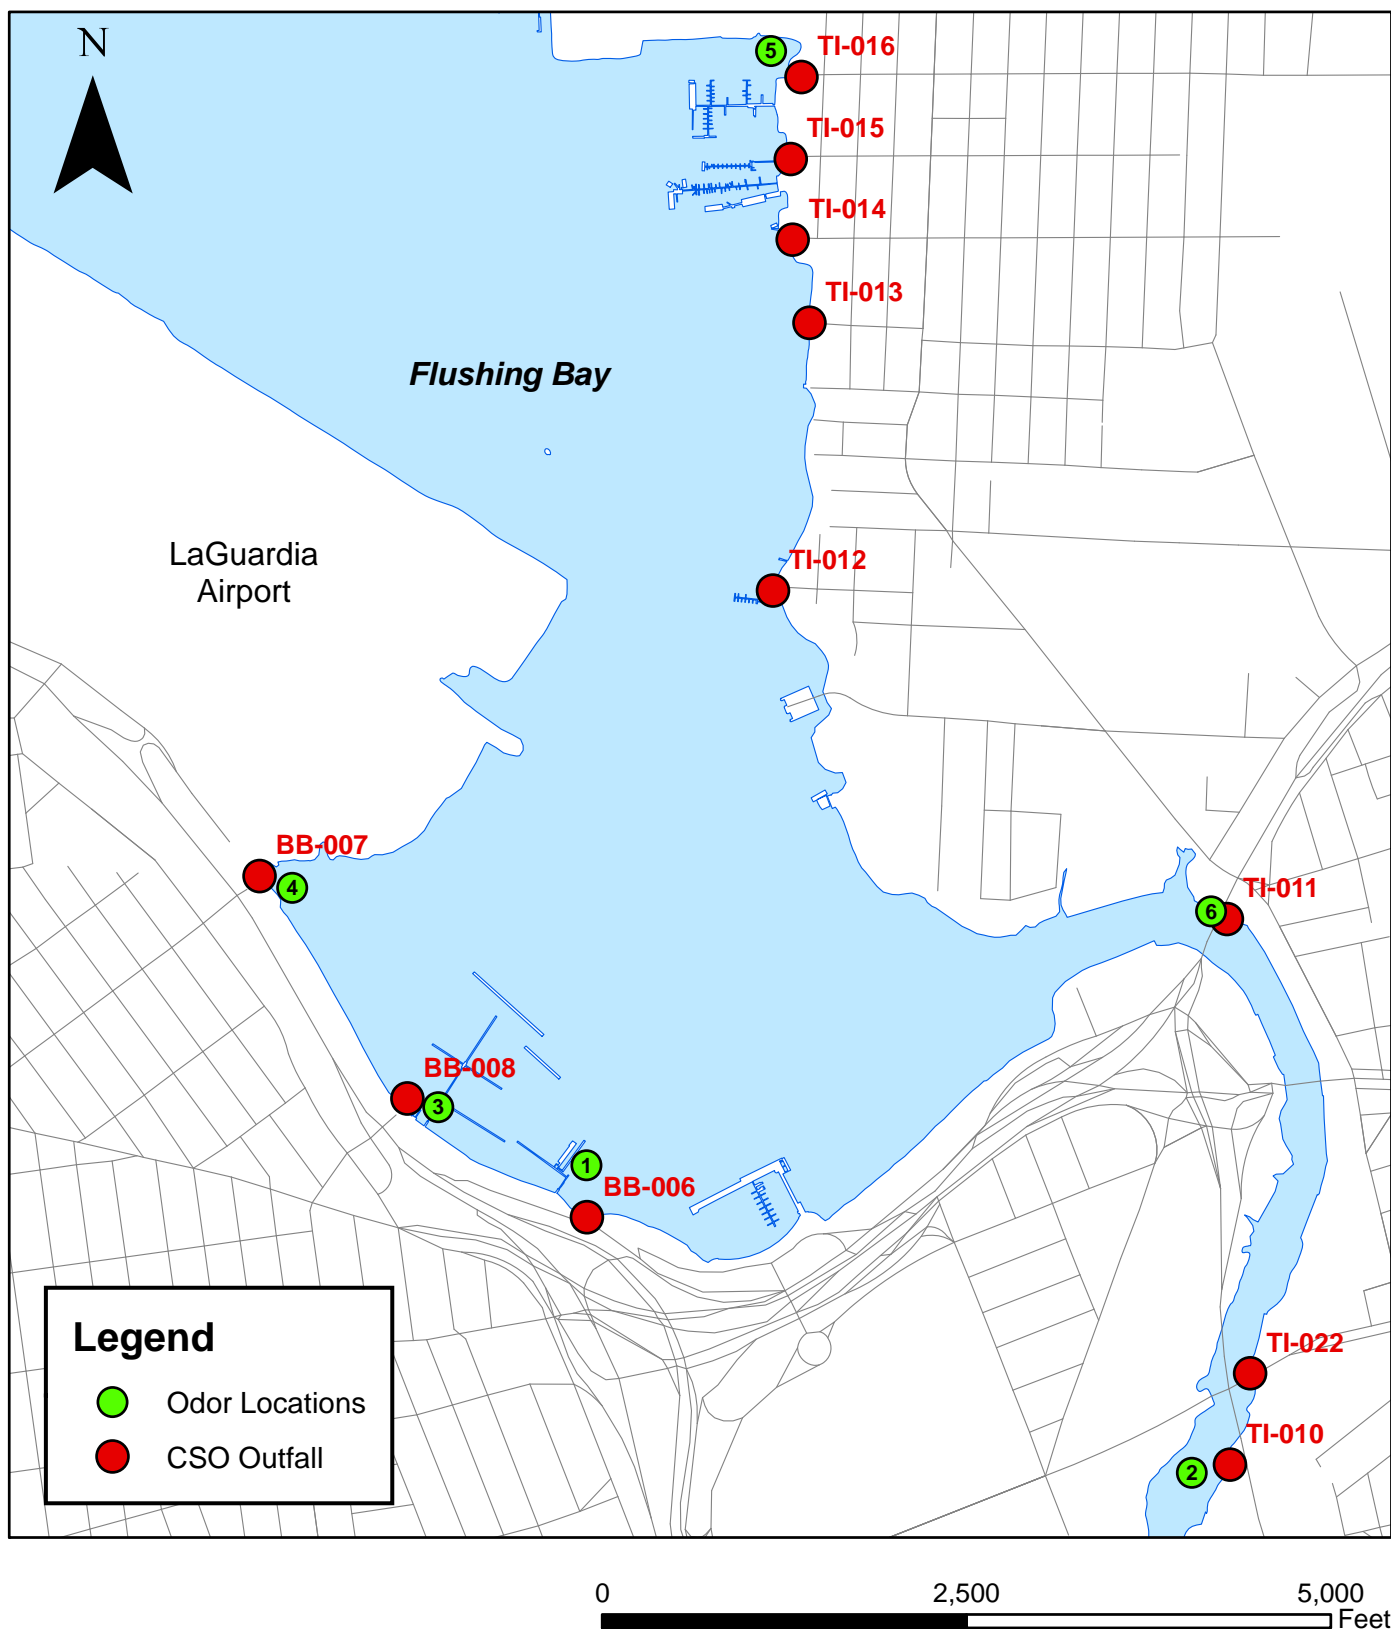 N
5
TI-016
TI-015
TI-014
TI-013
Flushing Bay
LaGuardia
Airport
TI-012
BB-007
4
TI-011
6
BB-008
3
1
BB-006
Legend
Odor Locations
CSO Outfall
TI-022
TI-010
2
0 2,500 5,000
Feet